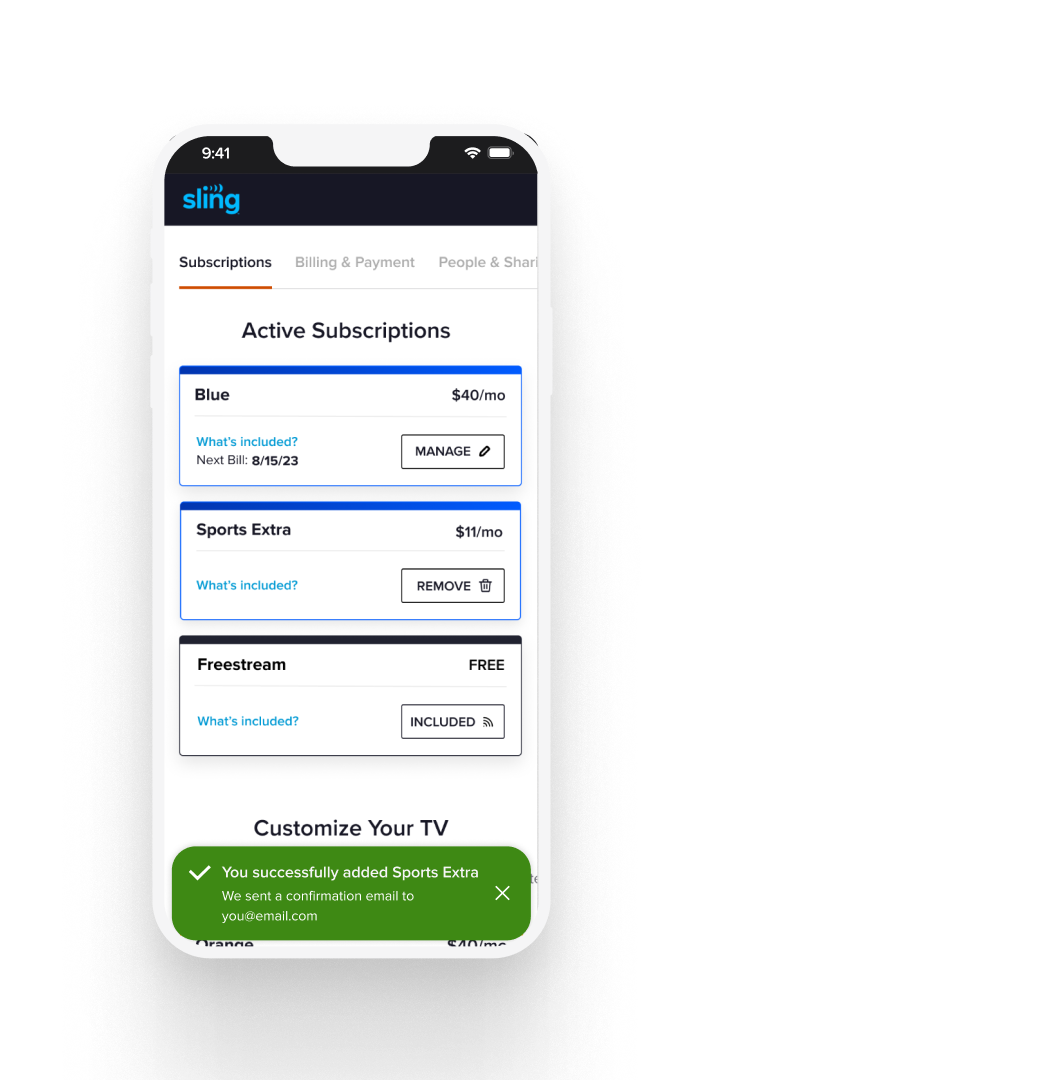 9:41
sling
Subscriptions Billing & Payment People & Shari
Active Subscriptions
Blue $40/mo
What's included?
Next Bill: 8/15/23
MANAGE
Sports Extra $11/mo
What's included? REMOVE
Freestream FREE
What's included? INCLUDED
Customize Your TV
You successfully added Sports Extra
We sent a confirmation email to
you@email.com
Orange $40/mo